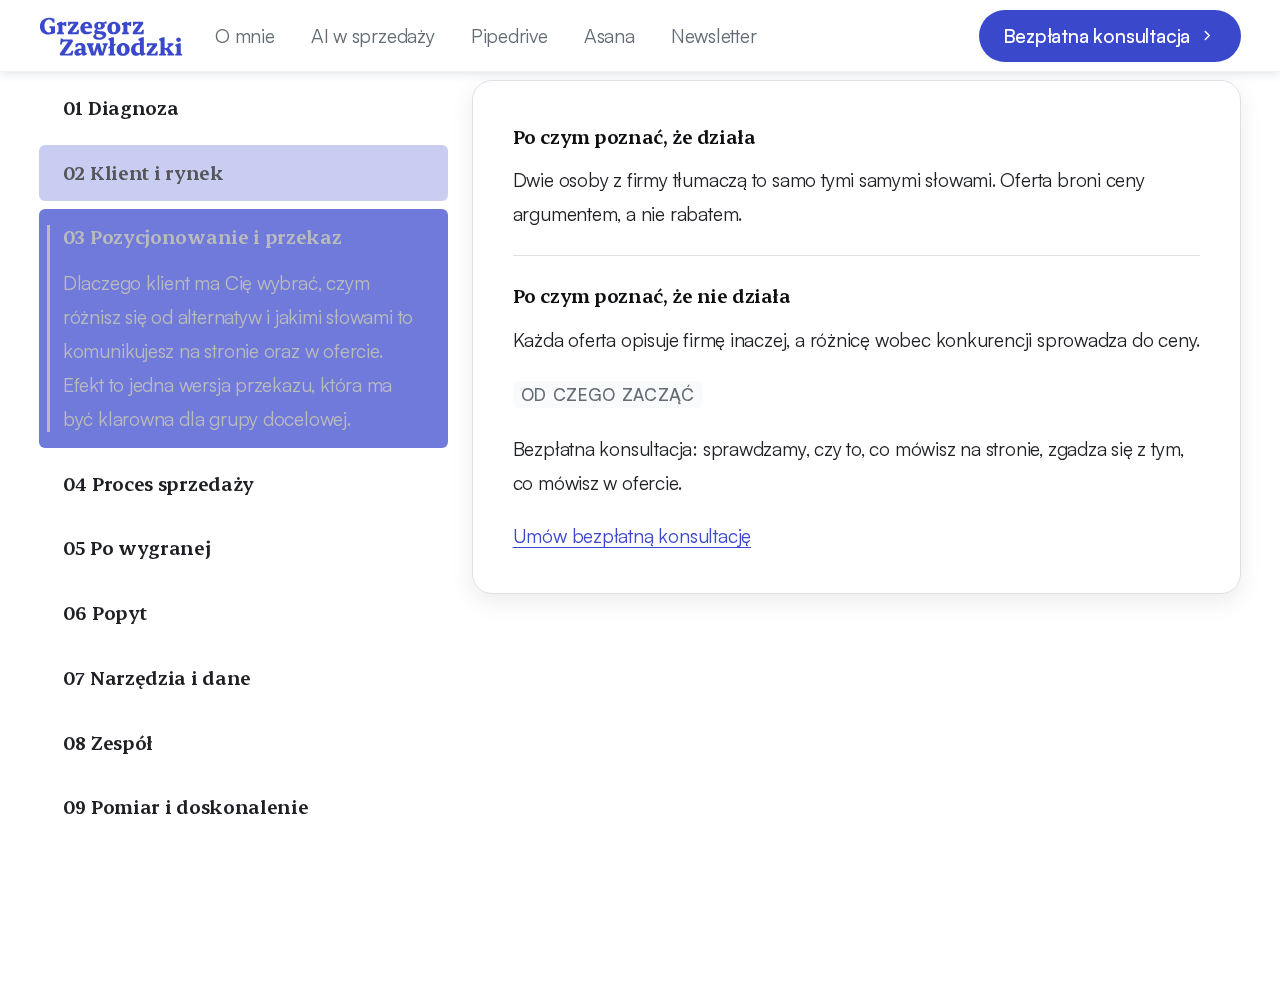 Grzegorz
Zawłodzki
O mnie
AI w sprzedaży
Pipedrive
Asana
Newsletter
Bezpłatna konsultacja
01 Diagnoza
02 Klient i rynek
03 Pozycjonowanie i przekaz
Dlaczego klient ma Cię wybrać, czym
różnisz się od alternatyw i jakimi słowami to
komunikujesz na stronie oraz w ofercie.
Efekt to jedna wersja przekazu, która ma
być klarowna dla grupy docelowej.
04 Proces sprzedaży
05 Po wygranej
06 Popyt
07 Narzędzia i dane
08 Zespół
09 Pomiar i doskonalenie
Po czym poznać, że działa
Dwie osoby z firmy tłumaczą to samo tymi samymi słowami. Oferta broni ceny
argumentem, a nie rabatem.
Po czym poznać, że nie działa
Każda oferta opisuje firmę inaczej, a różnicę wobec konkurencji sprowadza do ceny.
OD CZEGO ZACZĄĆ
Bezpłatna konsultacja: sprawdzamy, czy to, co mówisz na stronie, zgadza się z tym,
co mówisz w ofercie.
Umów bezpłatną konsultację